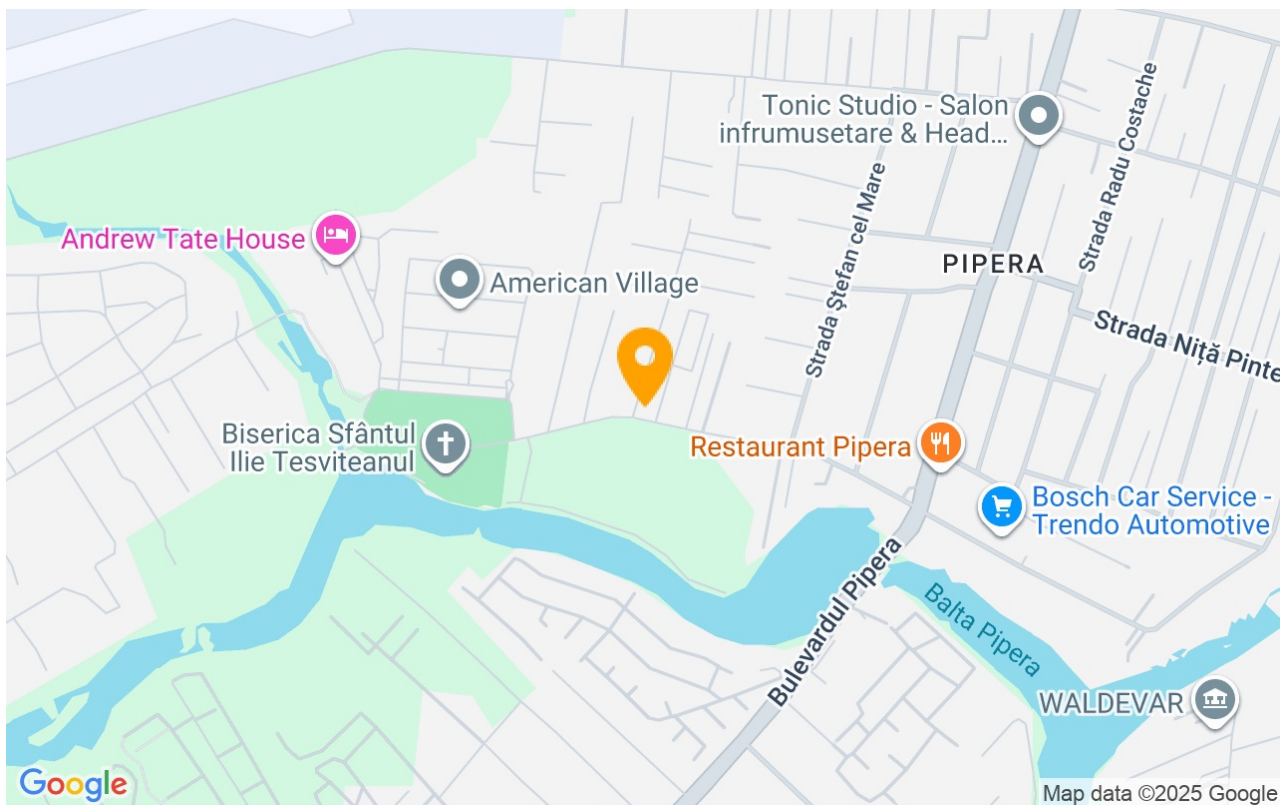 Tonic Studio - Salon
infrumusetare & Head...
Strada Radu Costache
Andrew Tate House
American Village
Strada Ștefan cel Mare
PIPERA
Strada Niță Pinte
Biserica Sfântul
Ilie Tesviteanul
Restaurant Pipera
Bosch Car Service -
Trendo Automotive
Bulevardul Pipera
Balta Pipera
WALDEVAR
Google
Map data ©2025 Google